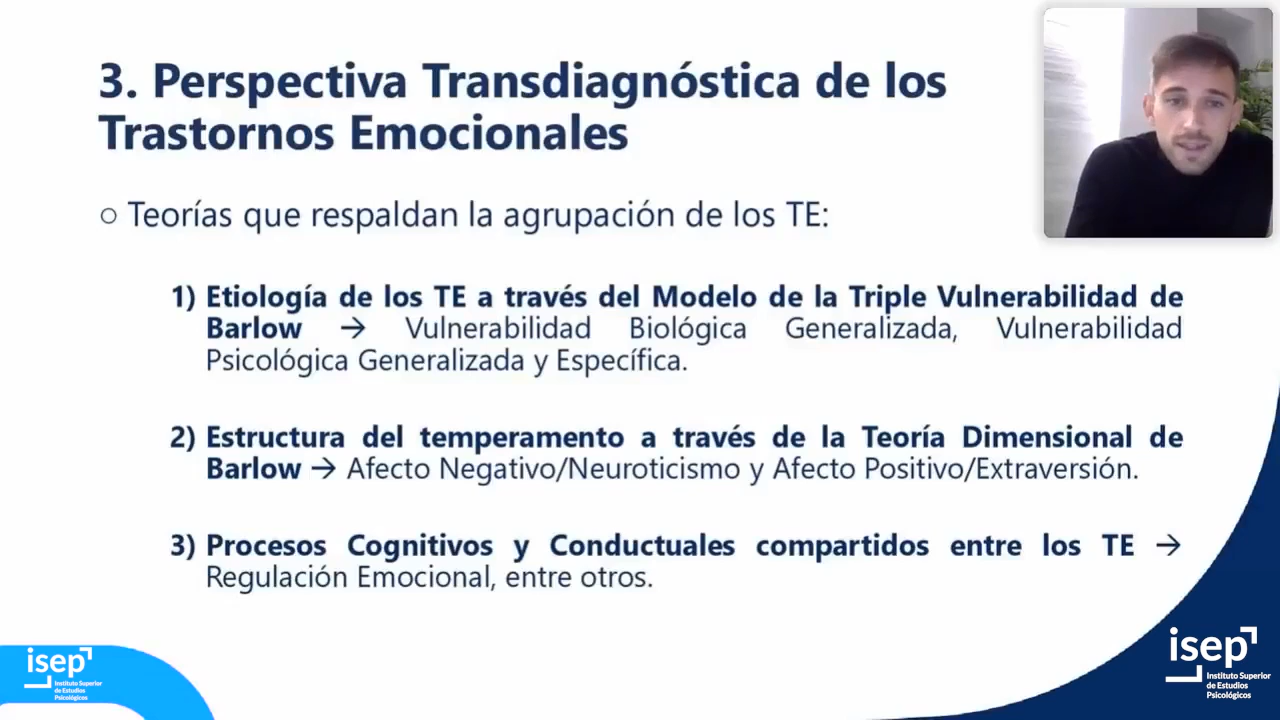 3. Perspectiva Transdiagnóstica de los
Trastornos Emocionales
○ Teorías que respaldan la agrupación de los TE:
1) Etiología de los TE a través del Modelo de la Triple Vulnerabilidad de
Barlow → Vulnerabilidad Biológica Generalizada, Vulnerabilidad
Psicológica Generalizada y Específica.
2) Estructura del temperamento a través de la Teoría Dimensional de
Barlow → Afecto Negativo/Neuroticismo y Afecto Positivo/Extraversión.
3) Procesos Cognitivos y Conductuales compartidos entre los TE →
Regulación Emocional, entre otros.
isep
Instituto Superior
de Estudios
Psicológicos
isep
Instituto Superior
de Estudios
Psicológicos